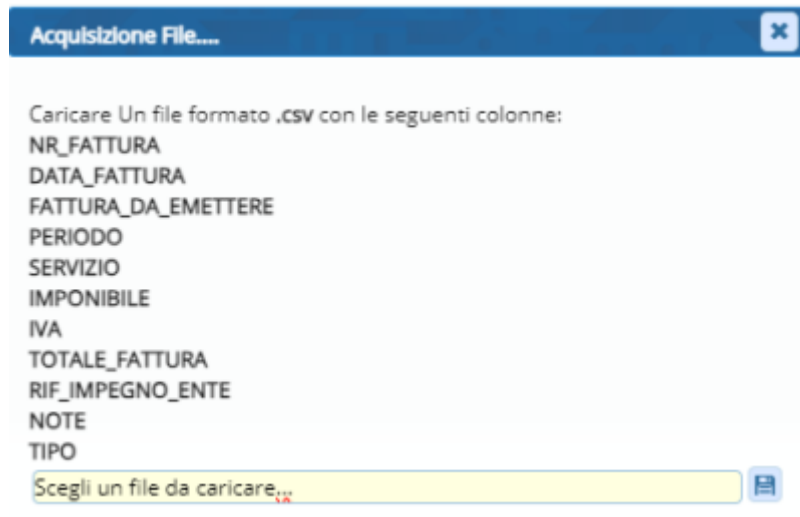 Acquisizione File....
Caricare Un file formato .csv con le seguenti colonne:
NR_FATTURA
DATA_FATTURA
FATTURA_DA_EMETTERE
PERIODO
SERVIZIO
IMPONIBILE
IVA
TOTALE_FATTURA
RIF_IMPEGNO_ENTE
NOTE
TIPO
Scegli un file da caricare...